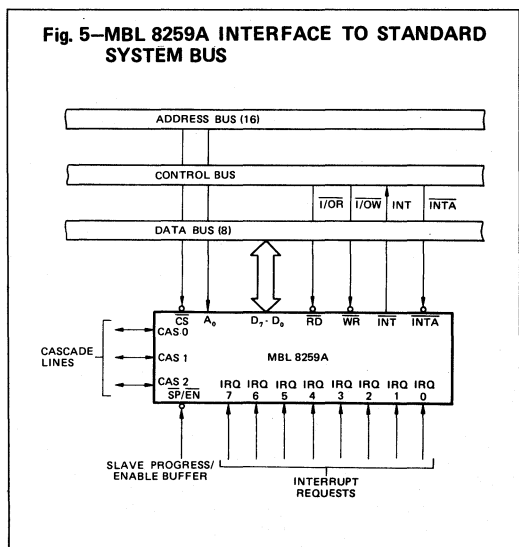 Fig. 5—MBL 8259A INTERFACE TO STANDARD
SYSTEM BUS
ADDRESS BUS (16)
CONTROL BUS
I/OR I/OW INT INTA
DATA BUS (8)
CS A₀ D₇ - D₀ RD WR INT INTA
CAS 0
CASCADE
LINES
CAS 1
MBL 8259A
CAS 2
SP/EN
IRQ IRQ IRQ IRQ IRQ IRQ IRQ IRQ
7 6 5 4 3 2 1 0
SLAVE PROGRESS/
ENABLE BUFFER
INTERRUPT
REQUESTS